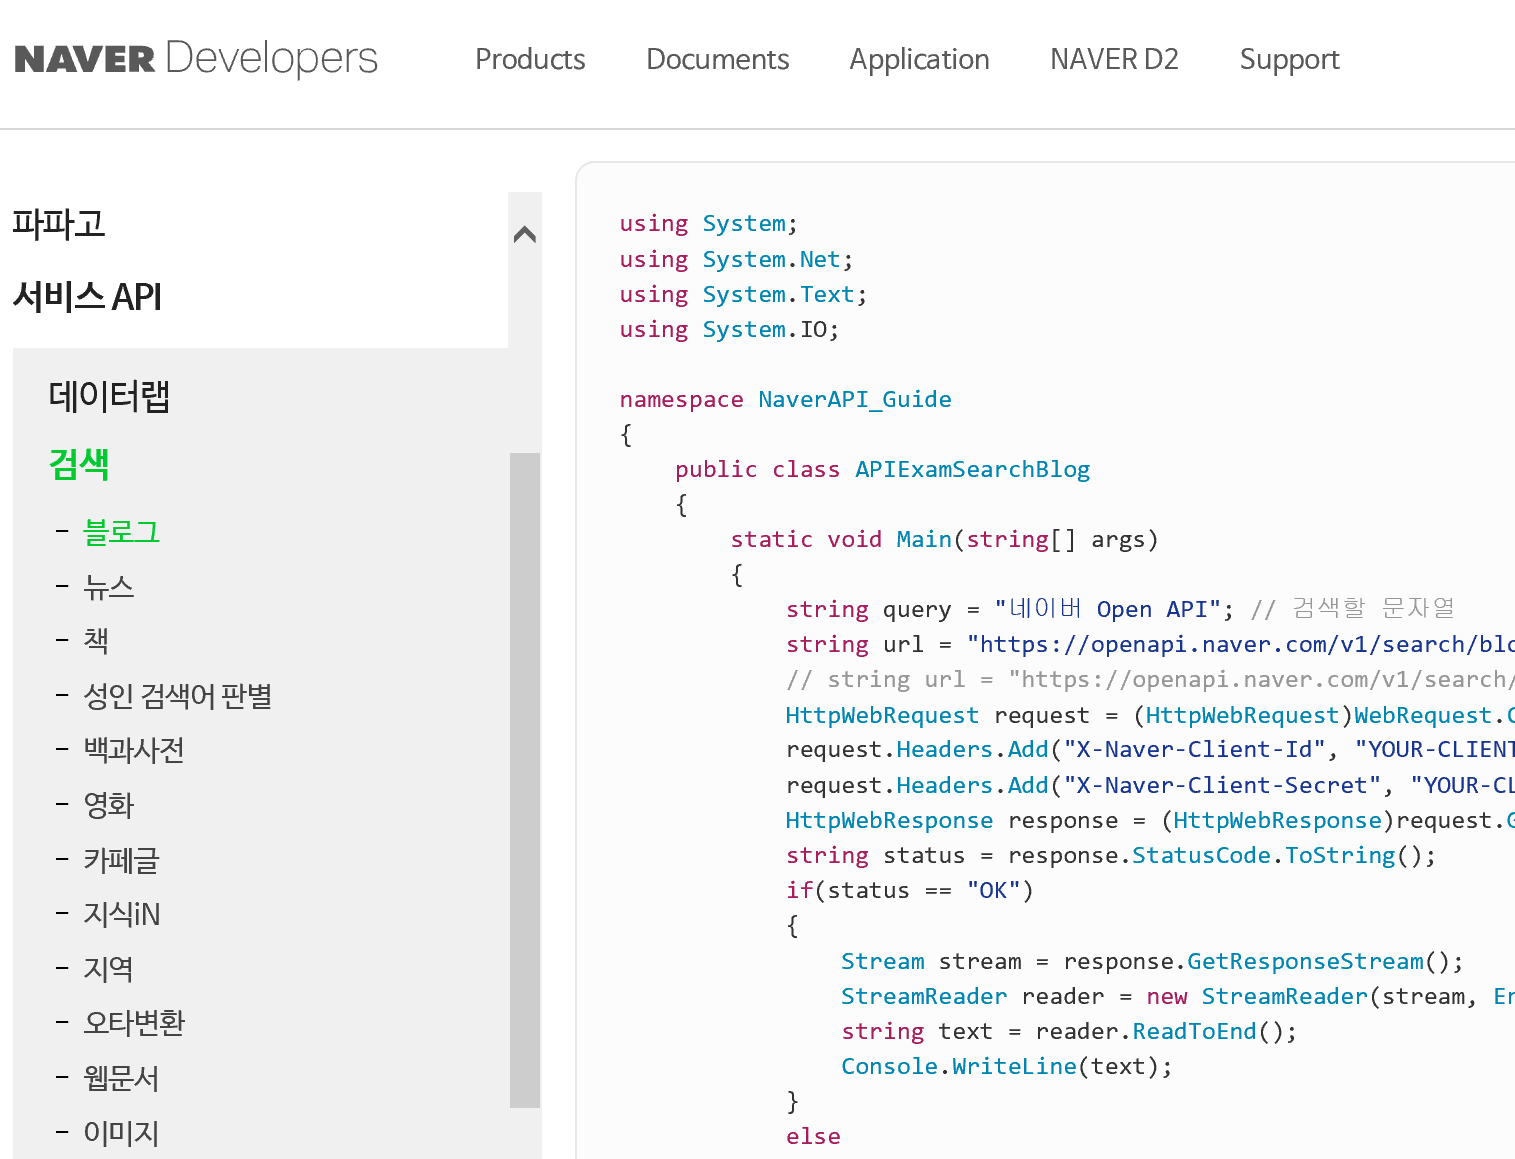 NAVER Developers Products Documents Application NAVER D2 Support
파파고
서비스 API
데이터랩
검색
- 블로그
- 뉴스
- 책
- 성인 검색어 판별
- 백과사전
- 영화
- 카페글
- 지식iN
- 지역
- 오타변환
- 웹문서
- 이미지
using System;
using System.Net;
using System.Text;
using System.IO;
namespace NaverAPI_Guide
{
public class APIExamSearchBlog
{
static void Main(string[] args)
{
string query = "네이버 Open API"; // 검색할 문자열
string url = "https://openapi.naver.com/v1/search/blo
// string url = "https://openapi.naver.com/v1/search/
HttpWebRequest request = (HttpWebRequest)WebRequest.C
request.Headers.Add("X-Naver-Client-Id", "YOUR-CLIENT
request.Headers.Add("X-Naver-Client-Secret", "YOUR-CL
HttpWebResponse response = (HttpWebResponse)request.G
string status = response.StatusCode.ToString();
if(status == "OK")
{
Stream stream = response.GetResponseStream();
StreamReader reader = new StreamReader(stream, En
string text = reader.ReadToEnd();
Console.WriteLine(text);
}
else